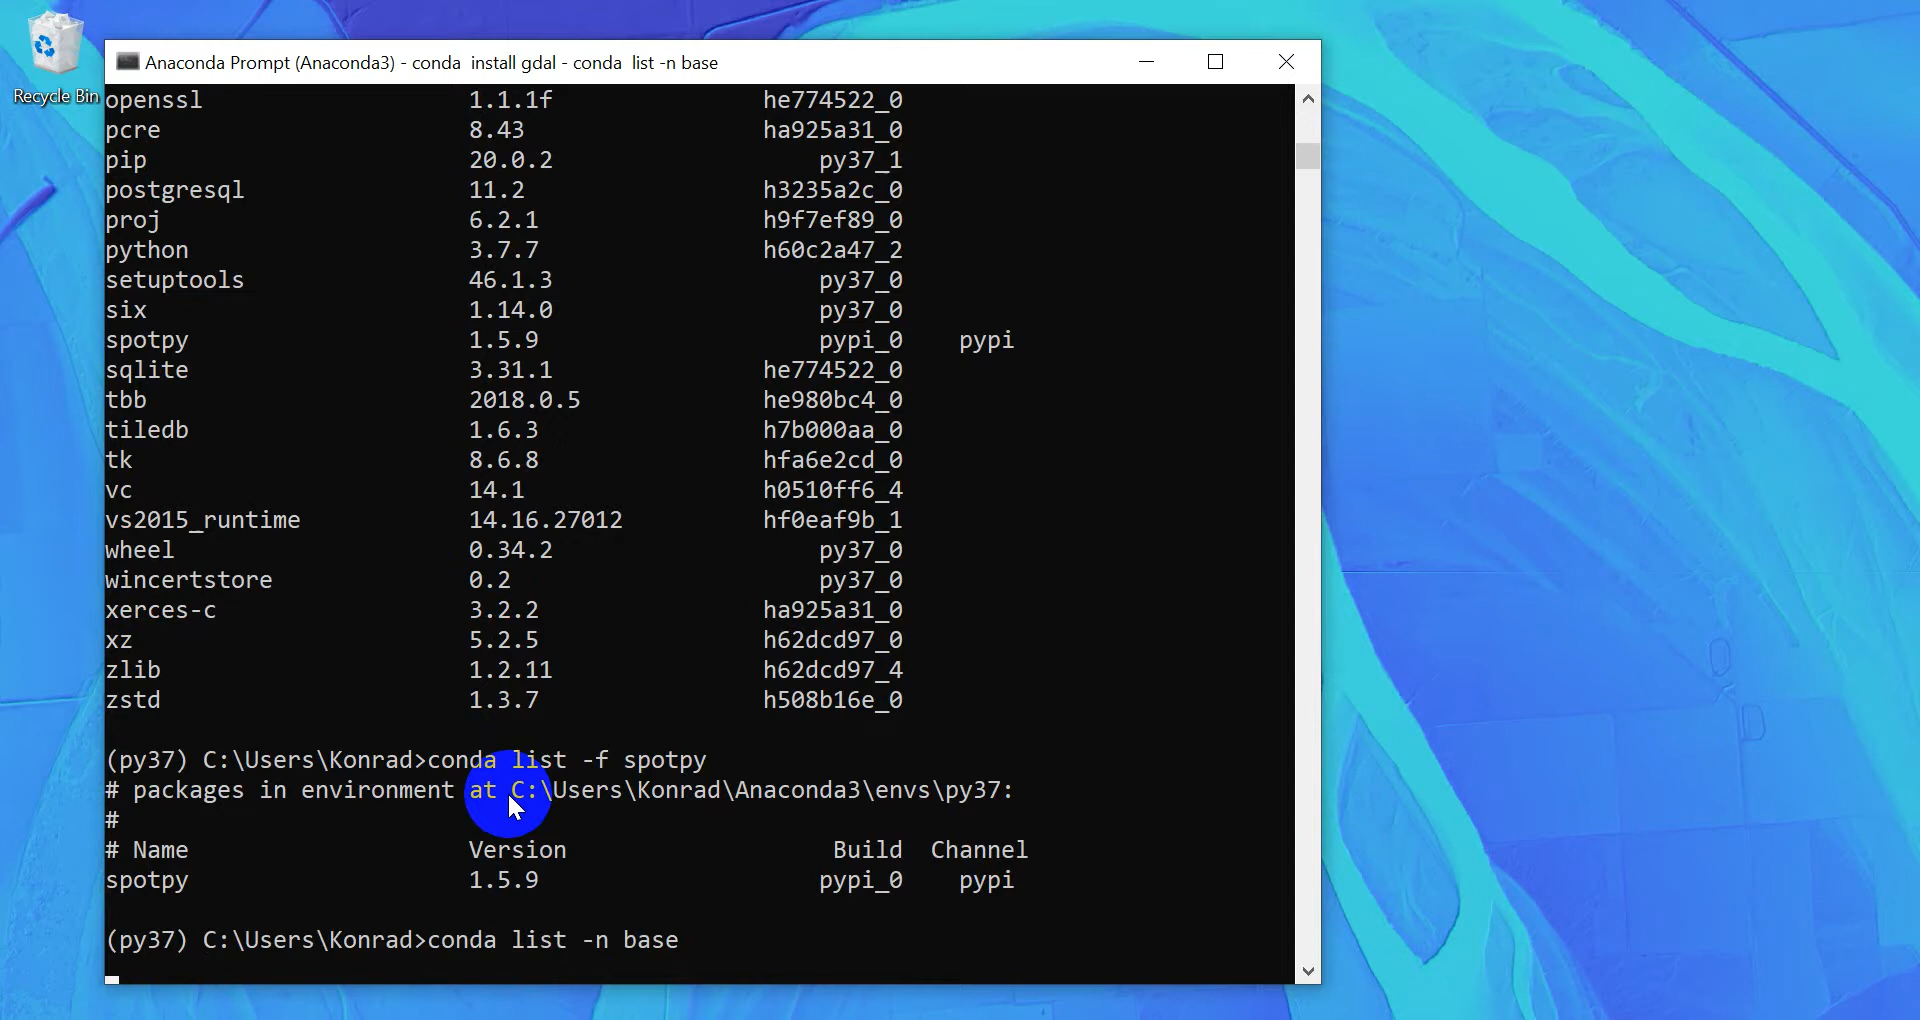 Recycle Bin
Anaconda Prompt (Anaconda3) - conda  install gdal - conda  list -n base
openssl                   1.1.1f               he774522_0
pcre                      8.43                 ha925a31_0
pip                       20.0.2                   py37_1
postgresql                11.2                 h3235a2c_0
proj                      6.2.1                h9f7ef89_0
python                    3.7.7                h60c2a47_2
setuptools                46.1.3                   py37_0
six                       1.14.0                   py37_0
spotpy                    1.5.9                    pypi_0    pypi
sqlite                    3.31.1               he774522_0
tbb                       2018.0.5             he980bc4_0
tiledb                    1.6.3                h7b000aa_0
tk                        8.6.8                hfa6e2cd_0
vc                        14.1                 h0510ff6_4
vs2015_runtime            14.16.27012          hf0eaf9b_1
wheel                     0.34.2                   py37_0
wincertstore              0.2                      py37_0
xerces-c                  3.2.2                ha925a31_0
xz                        5.2.5                h62dcd97_0
zlib                      1.2.11               h62dcd97_4
zstd                      1.3.7                h508b16e_0
(py37) C:\Users\Konrad>conda list -f spotpy
# packages in environment at C:\Users\Konrad\Anaconda3\envs\py37:
#
# Name                    Version                   Build  Channel
spotpy                    1.5.9                    pypi_0    pypi
(py37) C:\Users\Konrad>conda list -n base